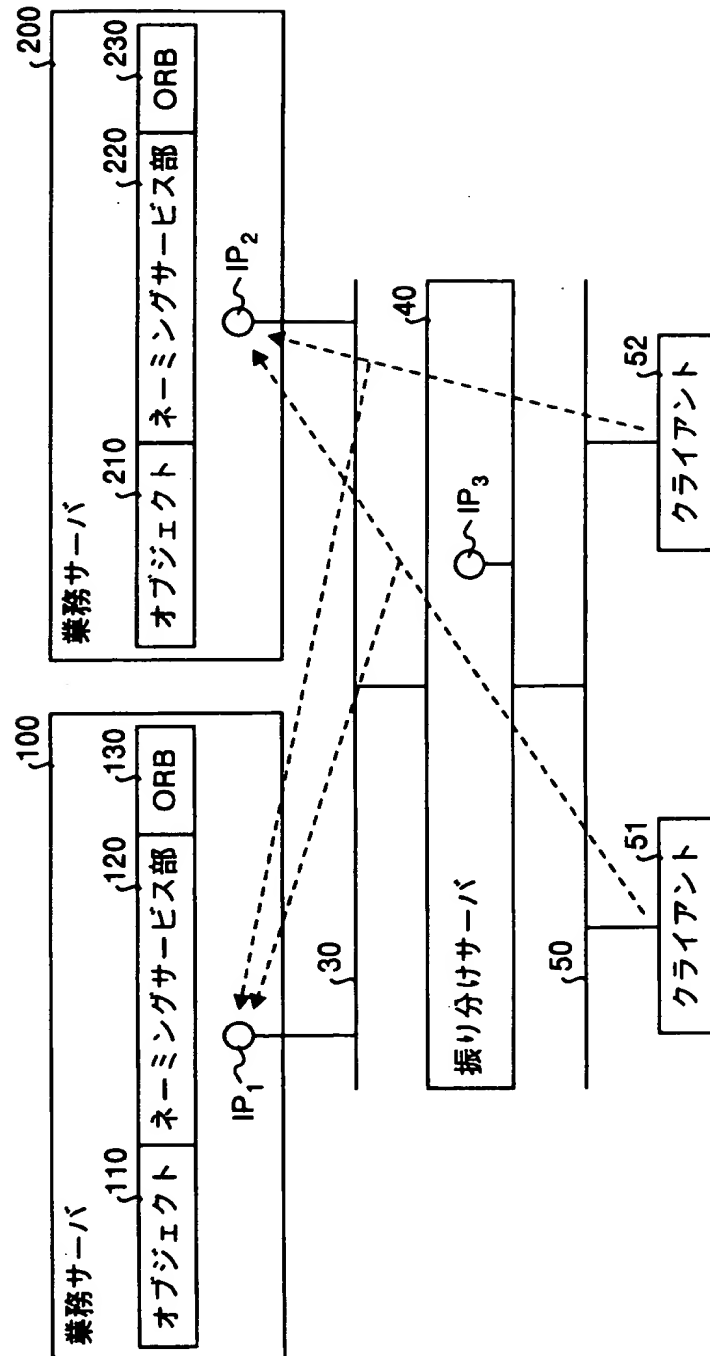 業務サーバ
100
110
120
130
オブジェクト
ネーミングサービス部
ORB
IP1
業務サーバ
200
210
220
230
オブジェクト
ネーミングサービス部
ORB
IP2
30
振り分けサーバ
40
IP3
50
51
クライアント
52
クライアント